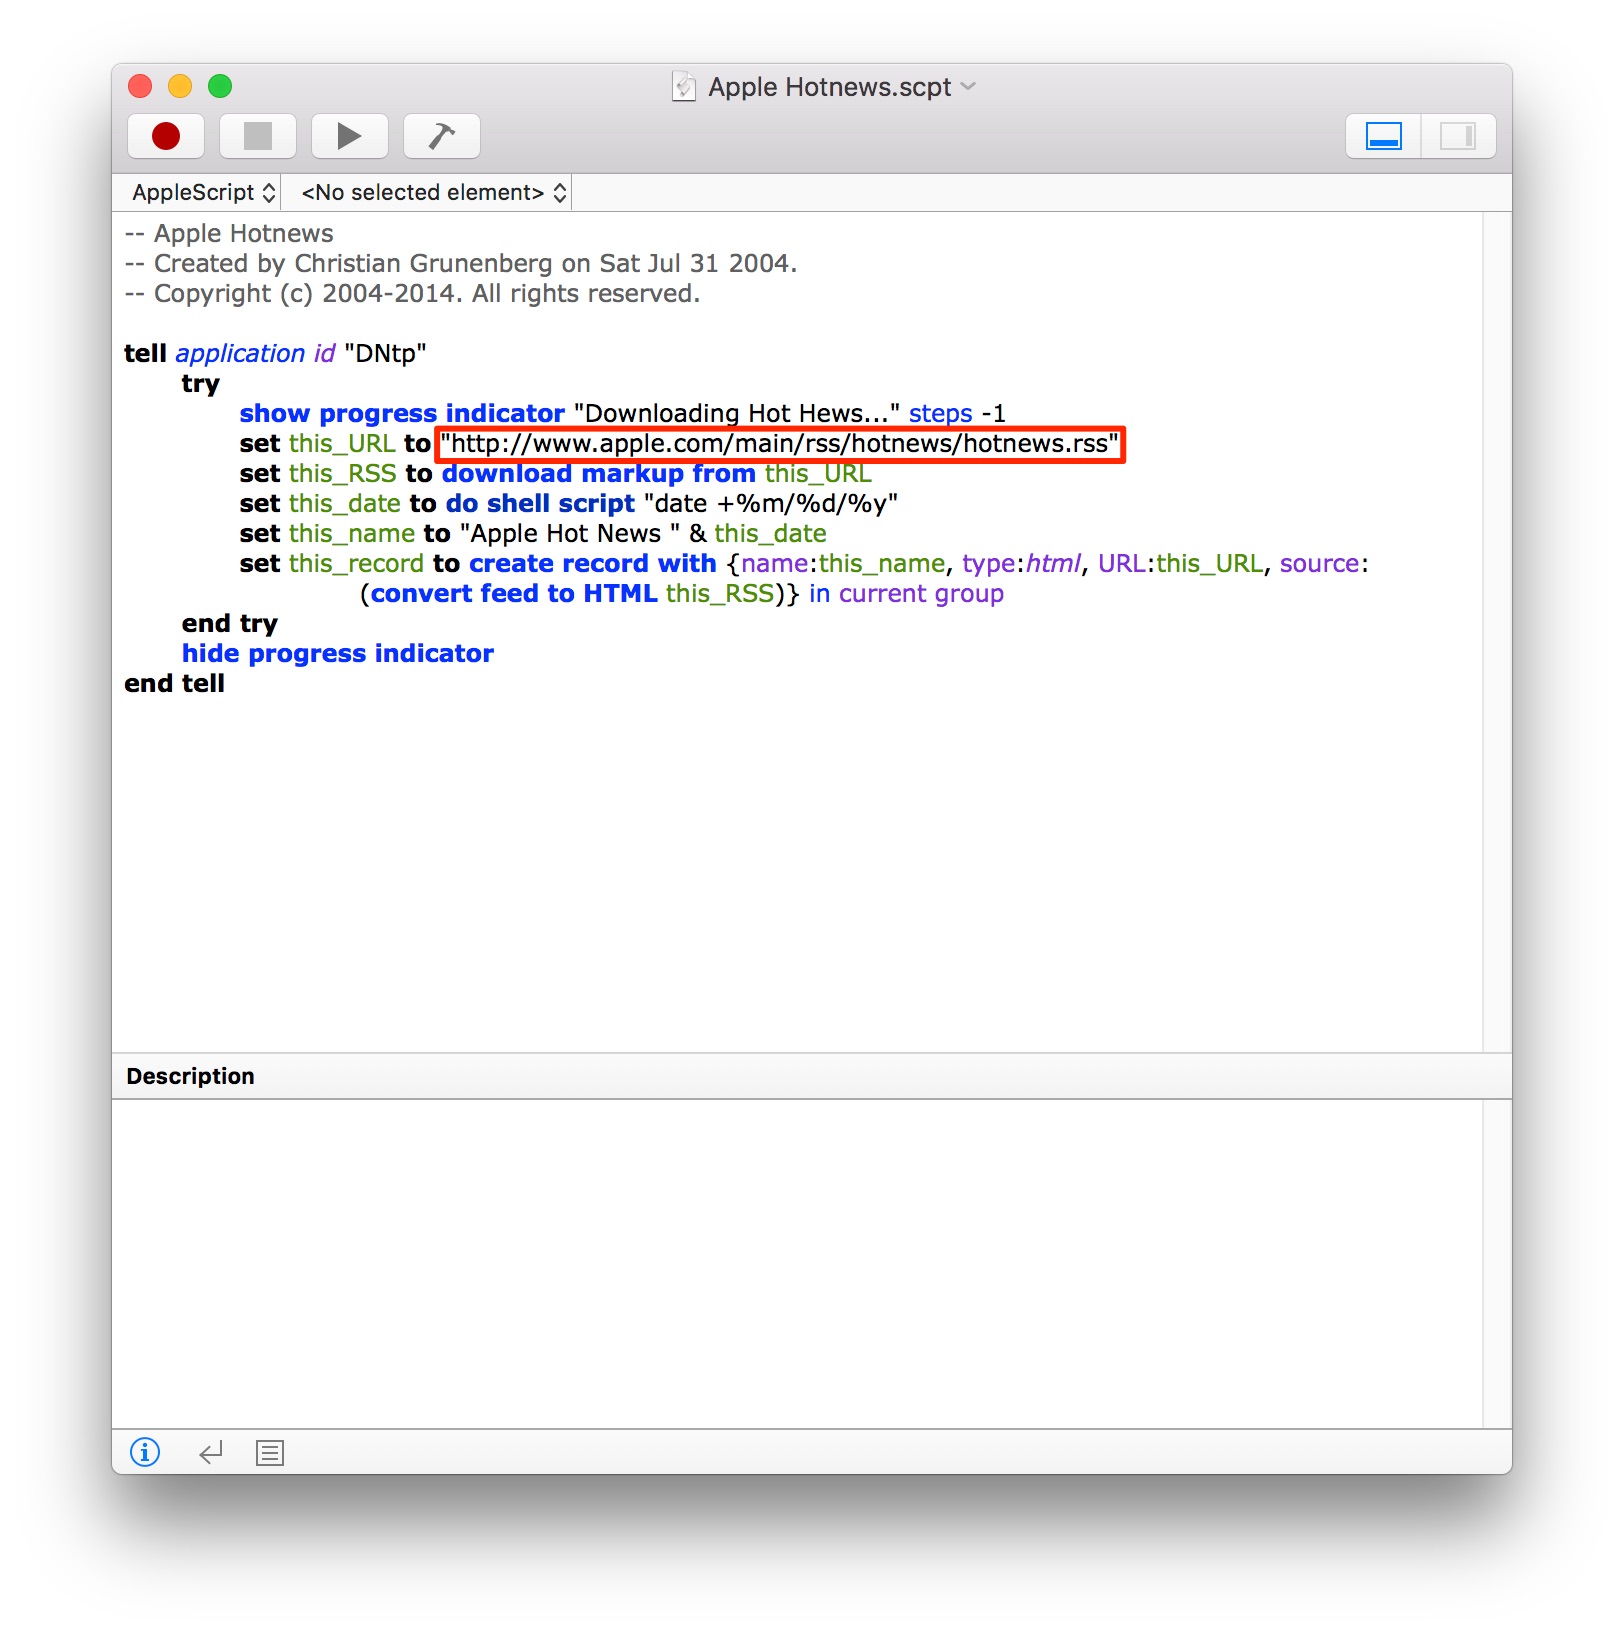 Apple Hotnews.scpt
AppleScript <No selected element>
-- Apple Hotnews
-- Created by Christian Grunenberg on Sat Jul 31 2004.
-- Copyright (c) 2004-2014. All rights reserved.
tell application id "DNtp"
try
show progress indicator "Downloading Hot Hews..." steps -1
set this_URL to "http://www.apple.com/main/rss/hotnews/hotnews.rss"
set this_RSS to download markup from this_URL
set this_date to do shell script "date +%m/%d/%y"
set this_name to "Apple Hot News " & this_date
set this_record to create record with {name:this_name, type:html, URL:this_URL, source:
(convert feed to HTML this_RSS)} in current group
end try
hide progress indicator
end tell
Description